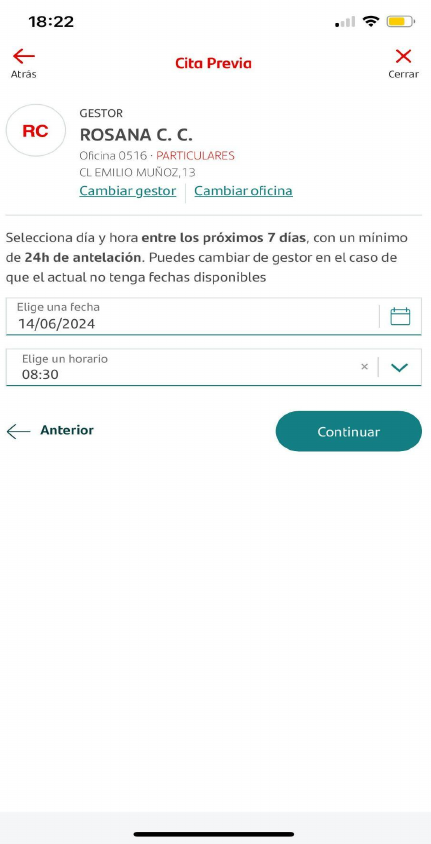 18:22
Atrás
Cita Previa
Cerrar
RC
GESTOR
ROSANA C. C.
Oficina 0516 · PARTICULARES
CL EMILIO MUÑOZ,13
Cambiar gestor
Cambiar oficina
Selecciona día y hora entre los próximos 7 días, con un mínimo
de 24h de antelación. Puedes cambiar de gestor en el caso de
que el actual no tenga fechas disponibles
Elige una fecha
14/06/2024
Elige un horario
08:30
Anterior
Continuar